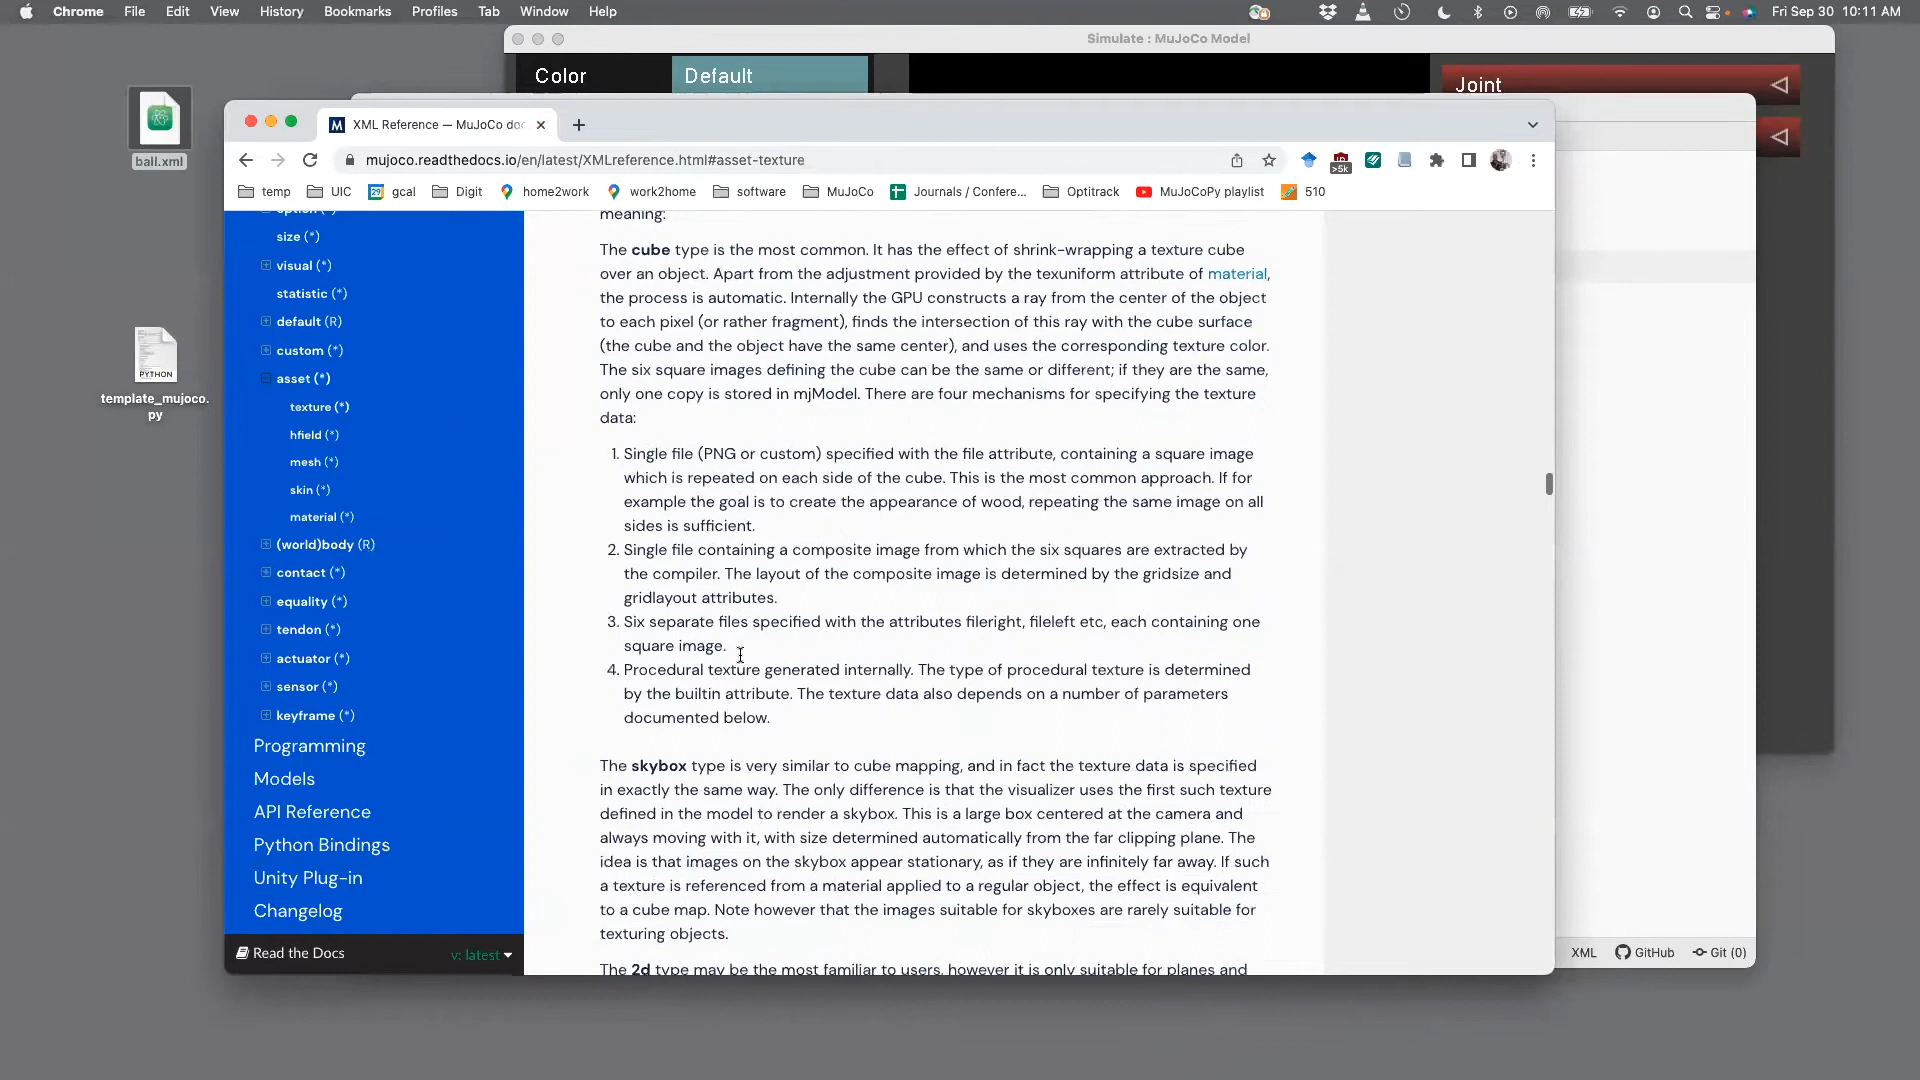 Chrome File Edit View History Bookmarks Profiles Tab Window Help Fri Sep 30 10:11 AM
Simulate : MuJoCo Model
Color Default
Joint
ball.xml
PYTHON
template_mujoco.
py
XML Reference — MuJoCo doc
mujoco.readthedocs.io/en/latest/XMLreference.html#asset-texture
>5k
temp UIC gcal Digit home2work work2home software MuJoCo Journals / Confere... Optitrack MuJoCoPy playlist 510
option (*)
size (*)
visual (*)
statistic (*)
default (R)
custom (*)
asset (*)
texture (*)
hfield (*)
mesh (*)
skin (*)
material (*)
(world)body (R)
contact (*)
equality (*)
tendon (*)
actuator (*)
sensor (*)
keyframe (*)
Programming
Models
API Reference
Python Bindings
Unity Plug-in
Changelog
Read the Docs v: latest
meaning:
The cube type is the most common. It has the effect of shrink-wrapping a texture cube
over an object. Apart from the adjustment provided by the texuniform attribute of material,
the process is automatic. Internally the GPU constructs a ray from the center of the object
to each pixel (or rather fragment), finds the intersection of this ray with the cube surface
(the cube and the object have the same center), and uses the corresponding texture color.
The six square images defining the cube can be the same or different; if they are the same,
only one copy is stored in mjModel. There are four mechanisms for specifying the texture
data:
1. Single file (PNG or custom) specified with the file attribute, containing a square image
which is repeated on each side of the cube. This is the most common approach. If for
example the goal is to create the appearance of wood, repeating the same image on all
sides is sufficient.
2. Single file containing a composite image from which the six squares are extracted by
the compiler. The layout of the composite image is determined by the gridsize and
gridlayout attributes.
3. Six separate files specified with the attributes fileright, fileleft etc, each containing one
square image.
4. Procedural texture generated internally. The type of procedural texture is determined
by the builtin attribute. The texture data also depends on a number of parameters
documented below.
The skybox type is very similar to cube mapping, and in fact the texture data is specified
in exactly the same way. The only difference is that the visualizer uses the first such texture
defined in the model to render a skybox. This is a large box centered at the camera and
always moving with it, with size determined automatically from the far clipping plane. The
idea is that images on the skybox appear stationary, as if they are infinitely far away. If such
a texture is referenced from a material applied to a regular object, the effect is equivalent
to a cube map. Note however that the images suitable for skyboxes are rarely suitable for
texturing objects.
The 2d type may be the most familiar to users, however it is only suitable for planes and
XML GitHub Git (0)